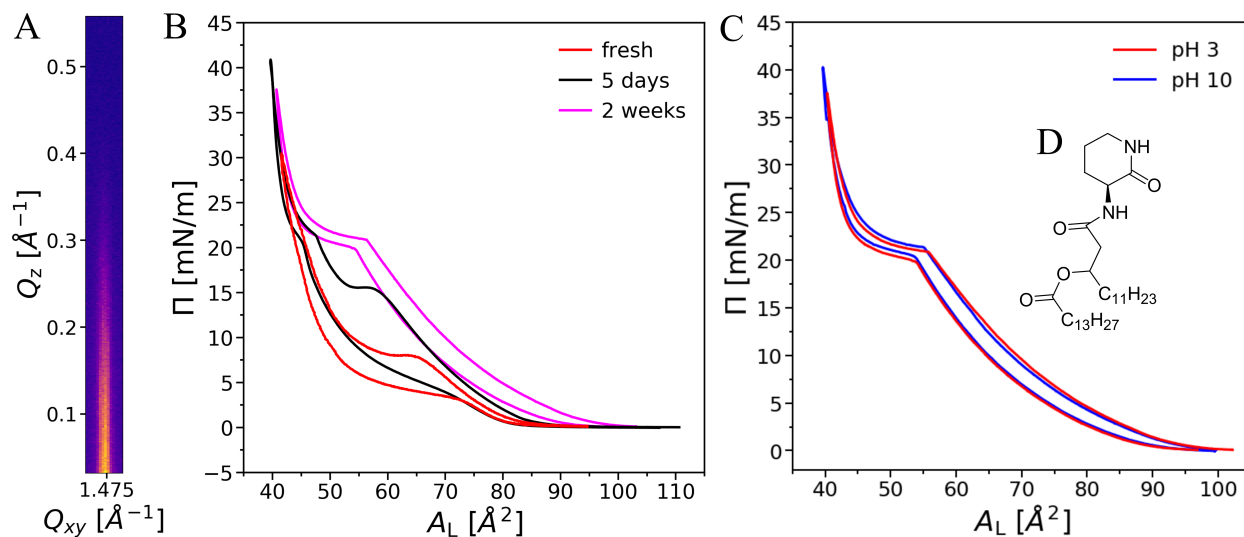 A
0.5
0.4
0.3
0.2
0.1
Q_z [Å⁻¹]
1.475
Q_xy [Å⁻¹]
B
45
40
35
30
25
20
15
10
5
0
−5
Π [mN/m]
fresh
5 days
2 weeks
40 50 60 70 80 90 100 110
A_L [Å²]
C
45
40
35
30
25
20
15
10
5
0
Π [mN/m]
pH 3
pH 10
40 50 60 70 80 90 100
A_L [Å²]
D
NH
O
HN
O
O
C₁₁H₂₃
O
C₁₃H₂₇